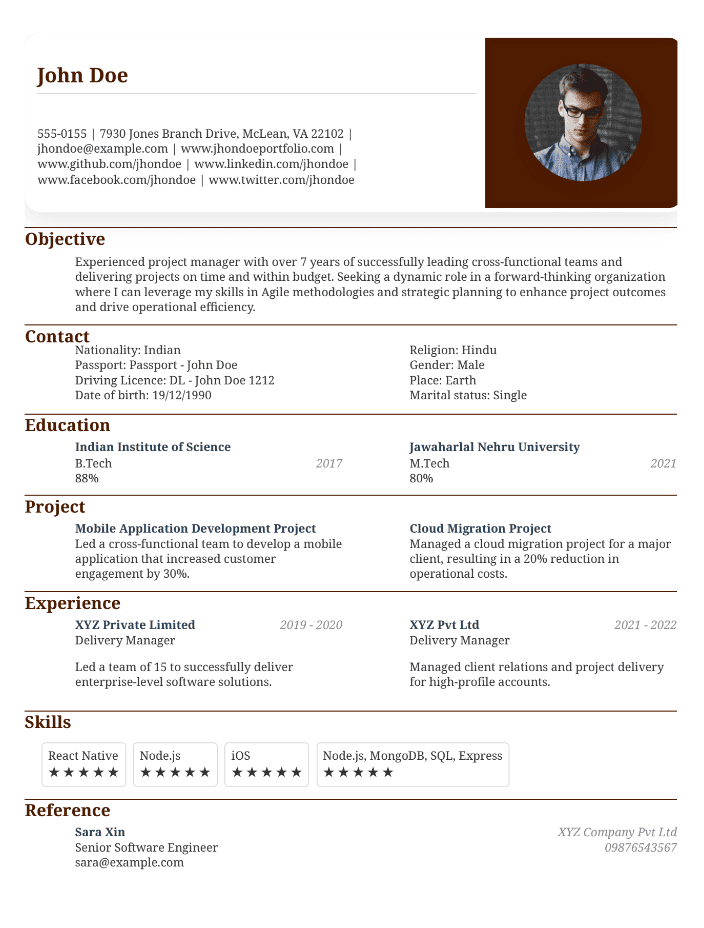 John Doe
555-0155 | 7930 Jones Branch Drive, McLean, VA 22102 |
jhondoe@example.com | www.jhondoeportfolio.com |
www.github.com/jhondoe | www.linkedin.com/jhondoe |
www.facebook.com/jhondoe | www.twitter.com/jhondoe
Objective
Experienced project manager with over 7 years of successfully leading cross-functional teams and
delivering projects on time and within budget. Seeking a dynamic role in a forward-thinking organization
where I can leverage my skills in Agile methodologies and strategic planning to enhance project outcomes
and drive operational efficiency.
Contact
Nationality: Indian
Passport: Passport - John Doe
Driving Licence: DL - John Doe 1212
Date of birth: 19/12/1990
Religion: Hindu
Gender: Male
Place: Earth
Marital status: Single
Education
Indian Institute of Science
B.Tech 2017
88%
Jawaharlal Nehru University
M.Tech 2021
80%
Project
Mobile Application Development Project
Led a cross-functional team to develop a mobile
application that increased customer
engagement by 30%.
Cloud Migration Project
Managed a cloud migration project for a major
client, resulting in a 20% reduction in
operational costs.
Experience
XYZ Private Limited 2019 - 2020
Delivery Manager
Led a team of 15 to successfully deliver
enterprise-level software solutions.
XYZ Pvt Ltd 2021 - 2022
Delivery Manager
Managed client relations and project delivery
for high-profile accounts.
Skills
React Native
★★★★★
Node.js
★★★★★
iOS
★★★★★
Node.js, MongoDB, SQL, Express
★★★★★
Reference
Sara Xin XYZ Company Pvt Ltd
Senior Software Engineer 09876543567
sara@example.com